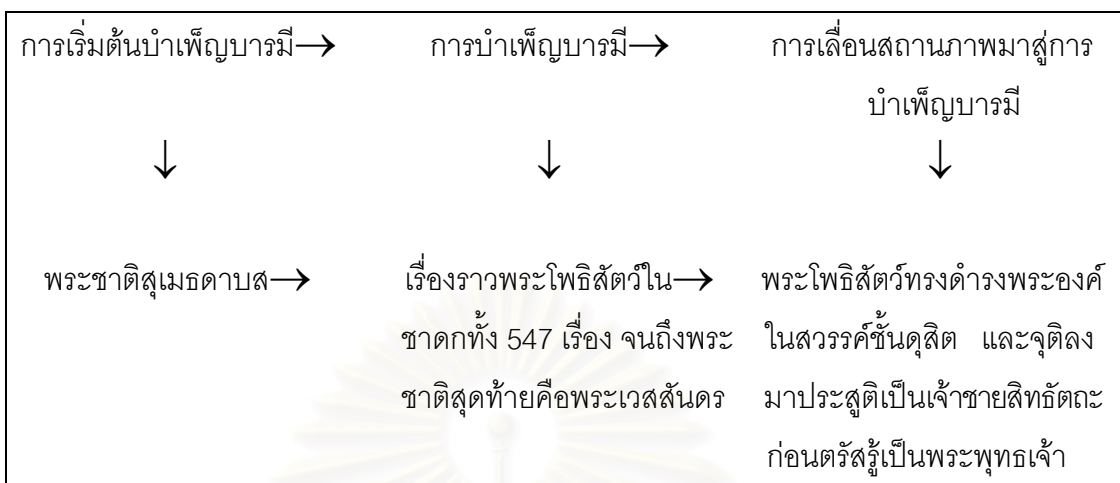 การเริ่มต้นบำเพ็ญบารมี→ การบำเพ็ญบารมี→ การเลื่อนสถานภาพมาสู่การ
บำเพ็ญบารมี
↓ ↓ ↓
พระชาติสุเมธดาบส→ เรื่องราวพระโพธิสัตว์ใน→ พระโพธิสัตว์ทรงดำรงพระองค์
ชาดกทั้ง 547 เรื่อง จนถึงพระ ในสวรรค์ชั้นดุสิต และจุติลง
ชาติสุดท้ายคือพระเวสสันดร มาประสูติเป็นเจ้าชายสิทธัตถะ
ก่อนตรัสรู้เป็นพระพุทธเจ้า